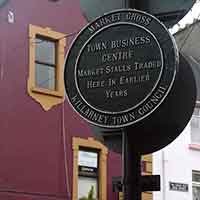 MARKET CROSS
TOWN BUSINESS
CENTRE
MARKET STALLS TRADED
HERE IN EARLIER
YEARS
KILLARNEY TOWN COUNCIL